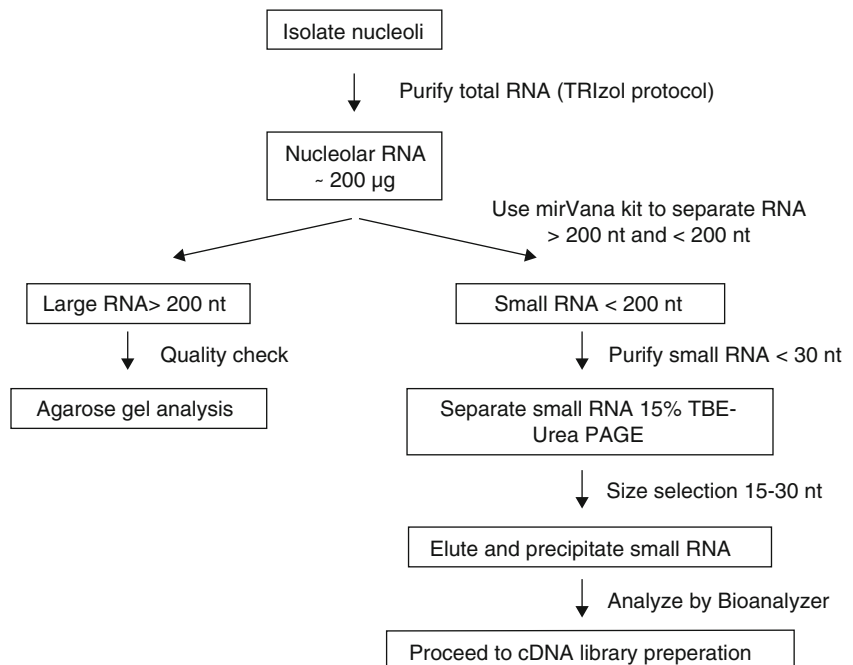 Isolate nucleoli
Purify total RNA (TRIzol protocol)
Nucleolar RNA
~ 200 µg
Use mirVana kit to separate RNA
> 200 nt and < 200 nt
Large RNA> 200 nt
Small RNA < 200 nt
Quality check
Purify small RNA < 30 nt
Agarose gel analysis
Separate small RNA 15% TBE-
Urea PAGE
Size selection 15-30 nt
Elute and precipitate small RNA
Analyze by Bioanalyzer
Proceed to cDNA library preperation